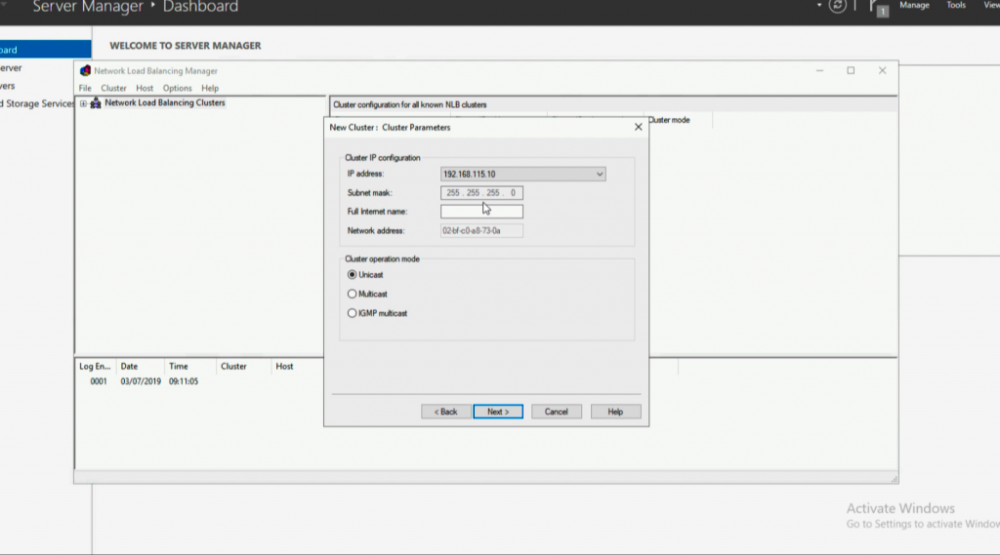 Server Manager ‣ Dashboard
1 Manage Tools View
WELCOME TO SERVER MANAGER
Network Load Balancing Manager
File Cluster Host Options Help
d Storage Services
Network Load Balancing Clusters
Cluster configuration for all known NLB clusters
Cluster mode
New Cluster: Cluster Parameters
Cluster IP configuration
IP address: 192.168.115.10
Subnet mask: 255 . 255 . 255 . 0
Full Internet name:
Network address: 02-bf-c0-a8-73-0a
Cluster operation mode
Unicast
Multicast
IGMP multicast
Log En... Date Time Cluster Host
0001 03/07/2019 09:11:05
< Back Next > Cancel Help
Activate Windows
Go to Settings to activate Window